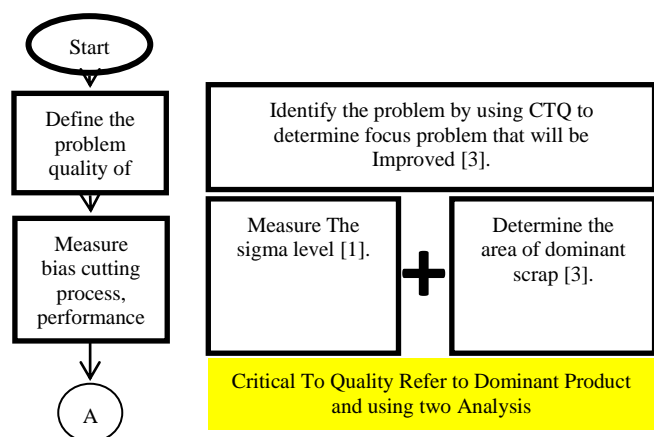 Start
Define the
problem
quality of
Identify the problem by using CTQ to
determine focus problem that will be
Improved [3].
Measure
bias cutting
process,
performance
Measure The
sigma level [1].
Determine the
area of dominant
scrap [3].
A
Critical To Quality Refer to Dominant Product
and using two Analysis